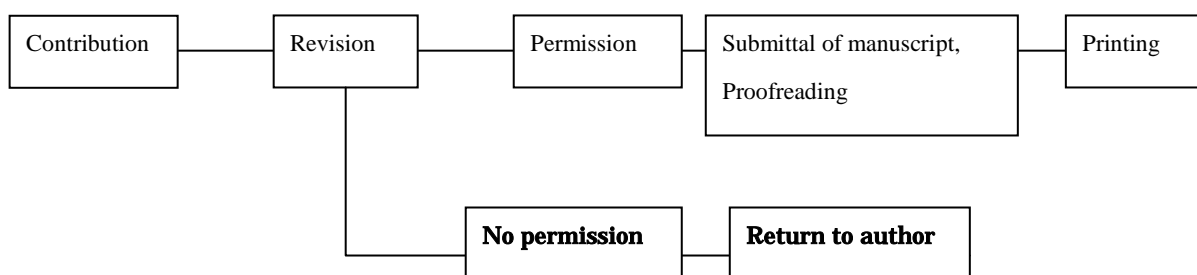 Contribution
Revision
Permission
Submittal of manuscript,
Proofreading
Printing
No permission
Return to author